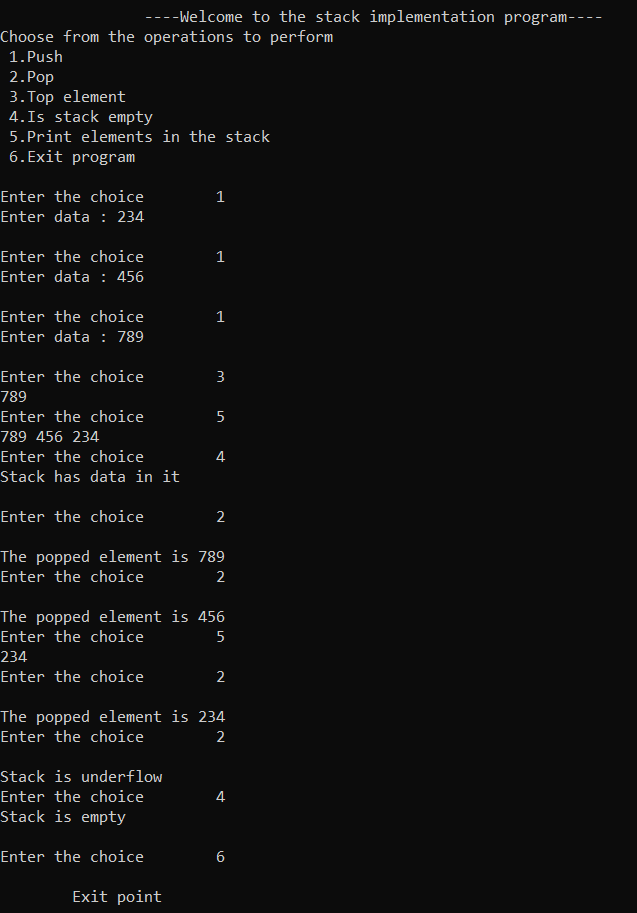 ----Welcome to the stack implementation program----
Choose from the operations to perform
1.Push
2.Pop
3.Top element
4.Is stack empty
5.Print elements in the stack
6.Exit program
Enter the choice 1
Enter data : 234
Enter the choice 1
Enter data : 456
Enter the choice 1
Enter data : 789
Enter the choice 3
789
Enter the choice 5
789 456 234
Enter the choice 4
Stack has data in it
Enter the choice 2
The popped element is 789
Enter the choice 2
The popped element is 456
Enter the choice 5
234
Enter the choice 2
The popped element is 234
Enter the choice 2
Stack is underflow
Enter the choice 4
Stack is empty
Enter the choice 6
Exit point